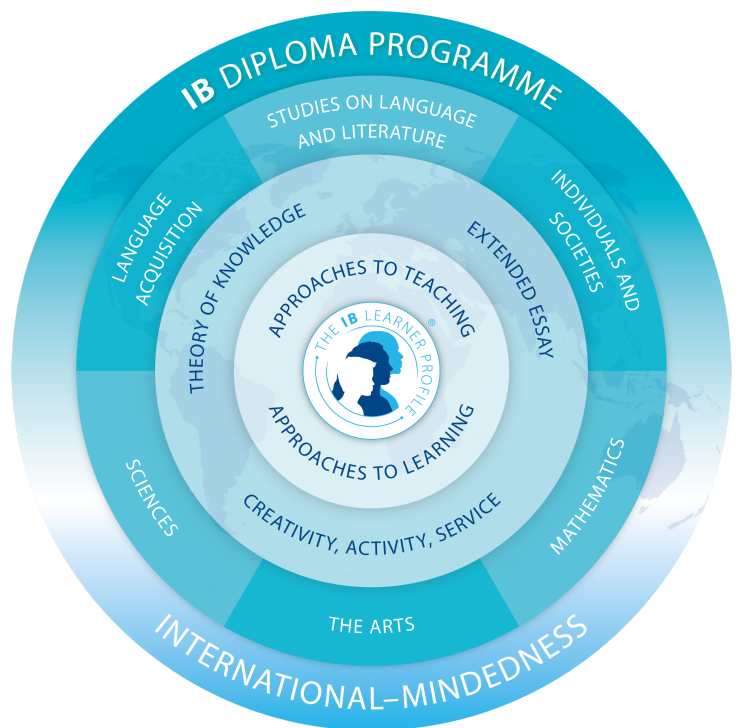 IB DIPLOMA PROGRAMME
STUDIES ON LANGUAGE
AND LITERATURE
LANGUAGE
ACQUISITION
INDIVIDUALS AND
SOCIETIES
THEORY OF KNOWLEDGE
EXTENDED ESSAY
APPROACHES TO TEACHING
THE IB LEARNER PROFILE
®
APPROACHES TO LEARNING
CREATIVITY, ACTIVITY, SERVICE
SCIENCES
MATHEMATICS
THE ARTS
INTERNATIONAL–MINDEDNESS